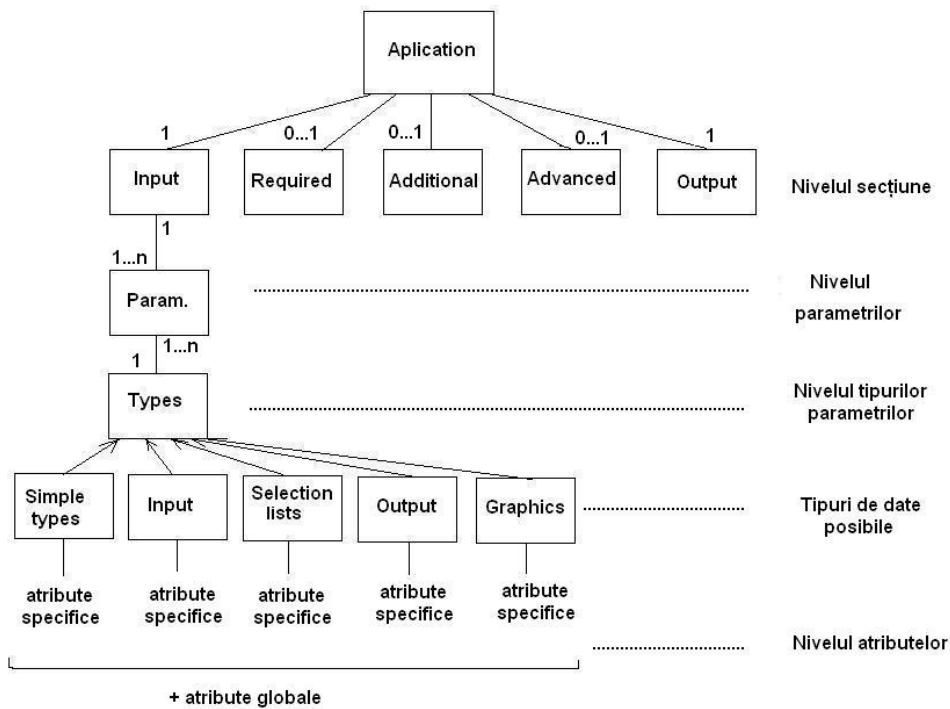 Aplication
1
0...1
0...1
0...1
1
Input
Required
Additional
Advanced
Output
Nivelul secțiune
1
1...n
Param.
Nivelul
parametrilor
1...n
1
Types
Nivelul tipurilor
parametrilor
Simple
types
Input
Selection
lists
Output
Graphics
Tipuri de date
posibile
atribute
specifice
atribute
specifice
atribute
specifice
atribute
specifice
atribute
specifice
Nivelul atributelor
+ atribute globale